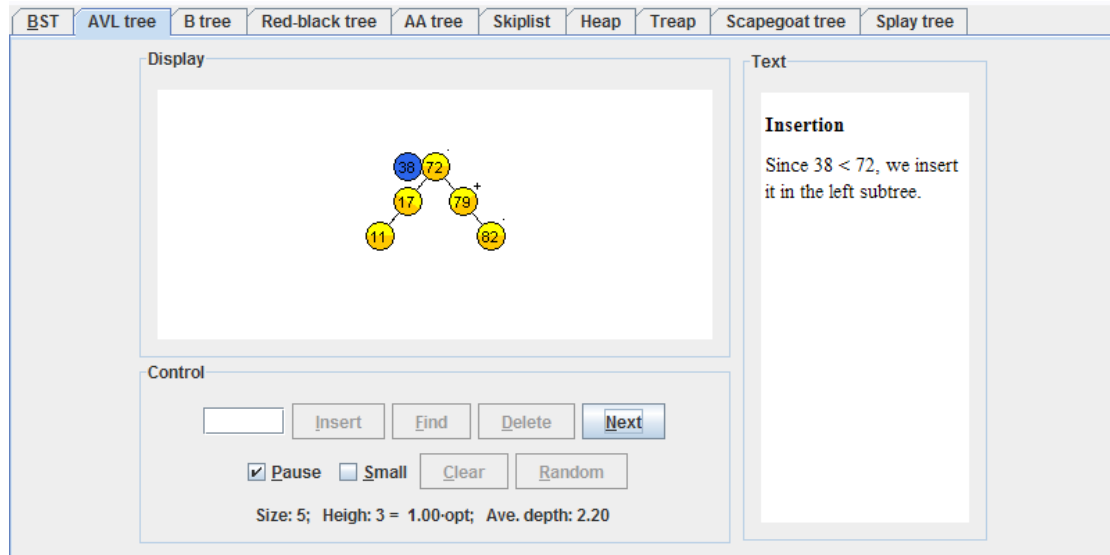 BST AVL tree B tree Red-black tree AA tree Skiplist Heap Treap Scapegoat tree Splay tree
Display
38 72
17 79 +
11 82
Text
Insertion
Since 38 < 72, we insert
it in the left subtree.
Control
Insert Find Delete Next
Pause Small Clear Random
Size: 5; Heigh: 3 = 1.00·opt; Ave. depth: 2.20